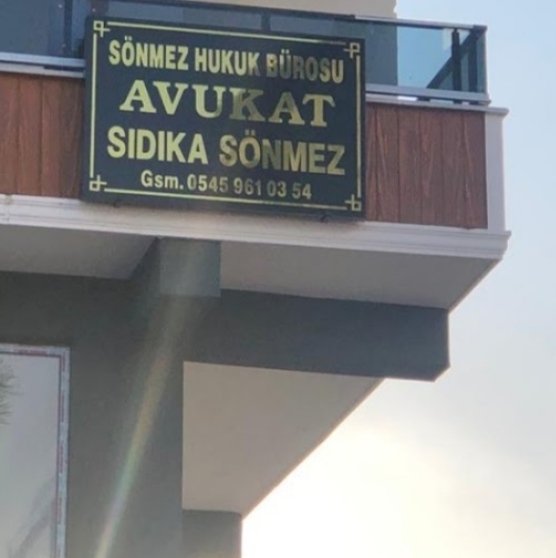 SÖNMEZ HUKUK BÜROSU
AVUKAT
SIDIKA SÖNMEZ
Gsm. 0545 961 03 54